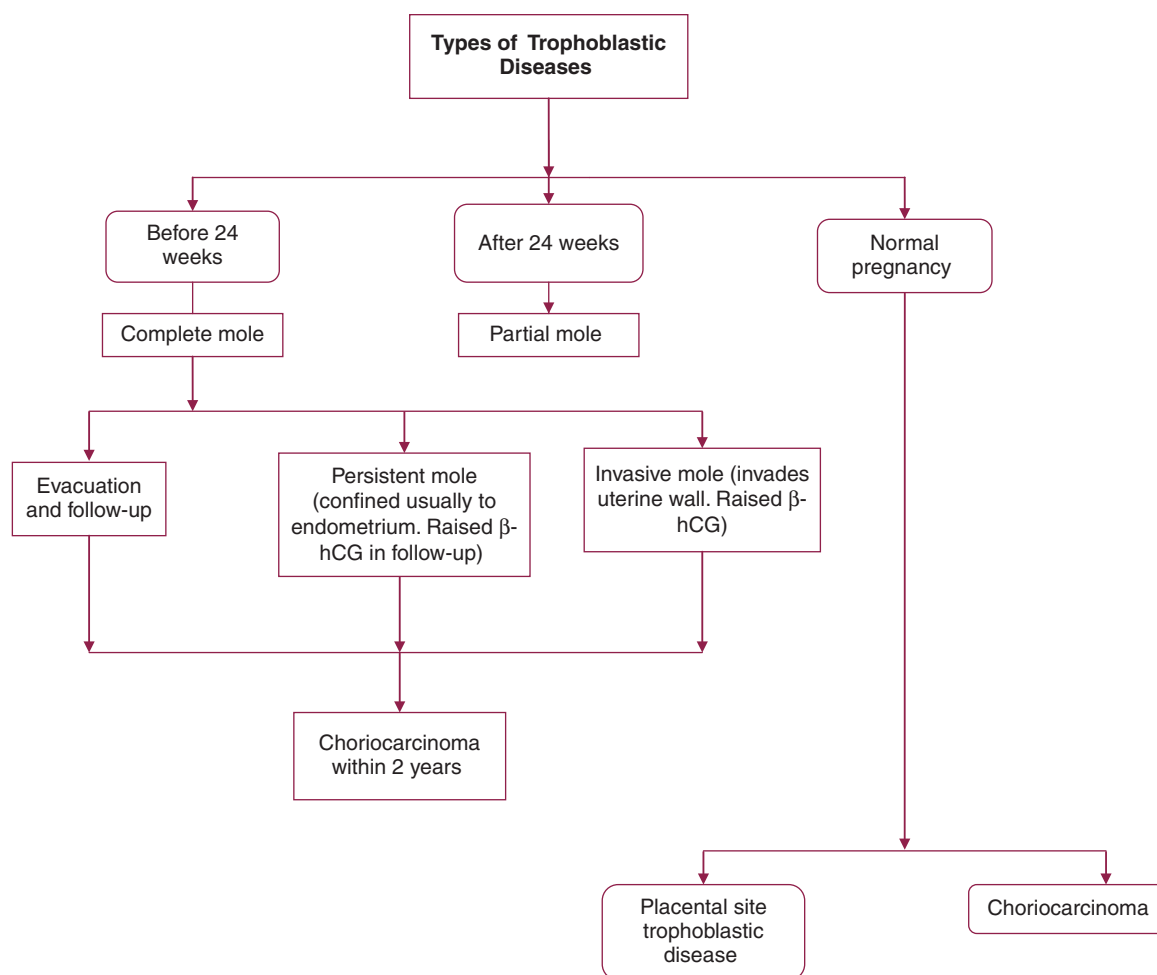 Types of Trophoblastic
Diseases
Before 24
weeks
After 24 weeks
Normal
pregnancy
Complete mole
Partial mole
Evacuation
and follow-up
Persistent mole
(confined usually to
endometrium. Raised β-
hCG in follow-up)
Invasive mole (invades
uterine wall. Raised β-
hCG)
Choriocarcinoma
within 2 years
Placental site
trophoblastic
disease
Choriocarcinoma